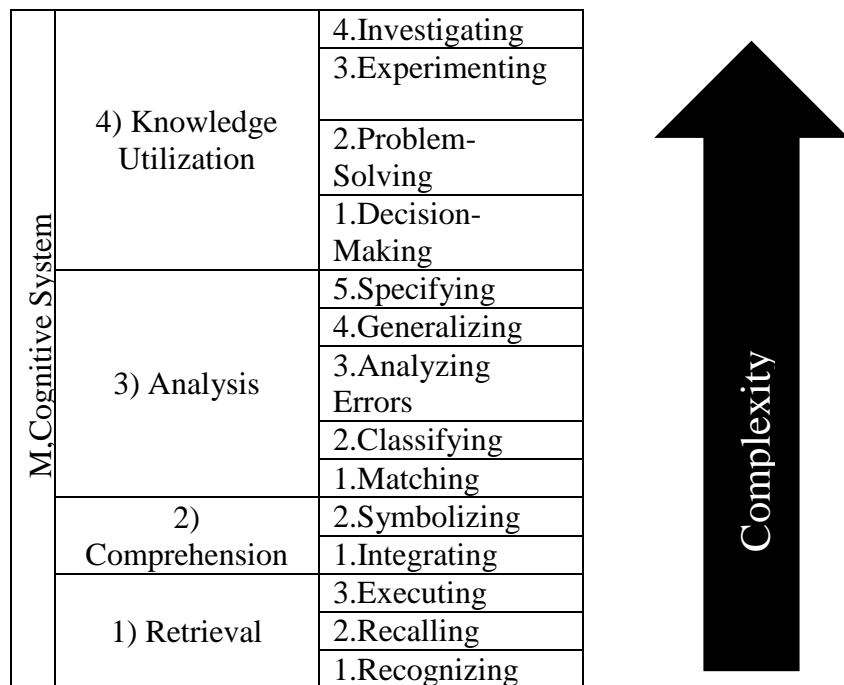 M,Cognitive System
4) Knowledge
Utilization
4.Investigating
3.Experimenting
2.Problem-
Solving
1.Decision-
Making
3) Analysis
5.Specifying
4.Generalizing
3.Analyzing
Errors
2.Classifying
1.Matching
2)
Comprehension
2.Symbolizing
1.Integrating
1) Retrieval
3.Executing
2.Recalling
1.Recognizing
Complexity